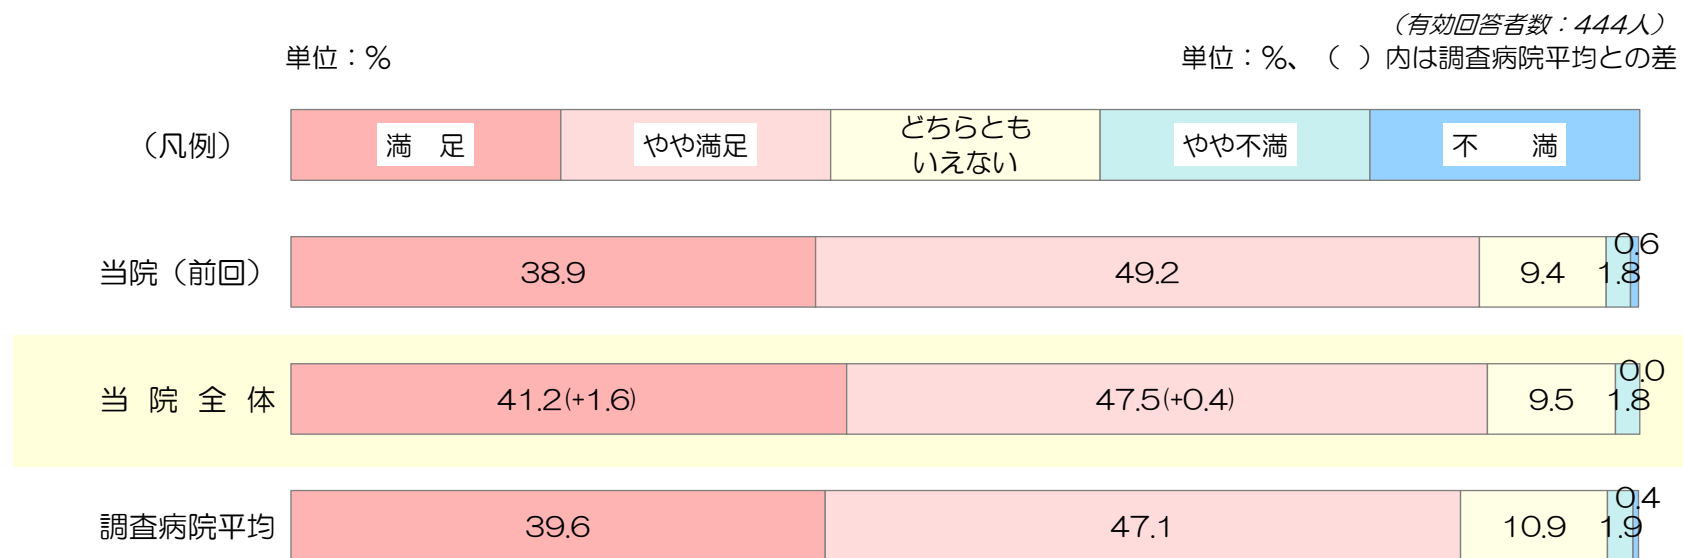 （有効回答者数：444人）
単位：%
単位：%、（ ）内は調査病院平均との差
（凡例）
満 足
やや満足
どちらとも
いえない
やや不満
不 満
当院（前回）
38.9
49.2
9.4
1.8
0.6
当 院 全 体
41.2(+1.6)
47.5(+0.4)
9.5
1.8
0.0
調査病院平均
39.6
47.1
10.9
1.9
0.4